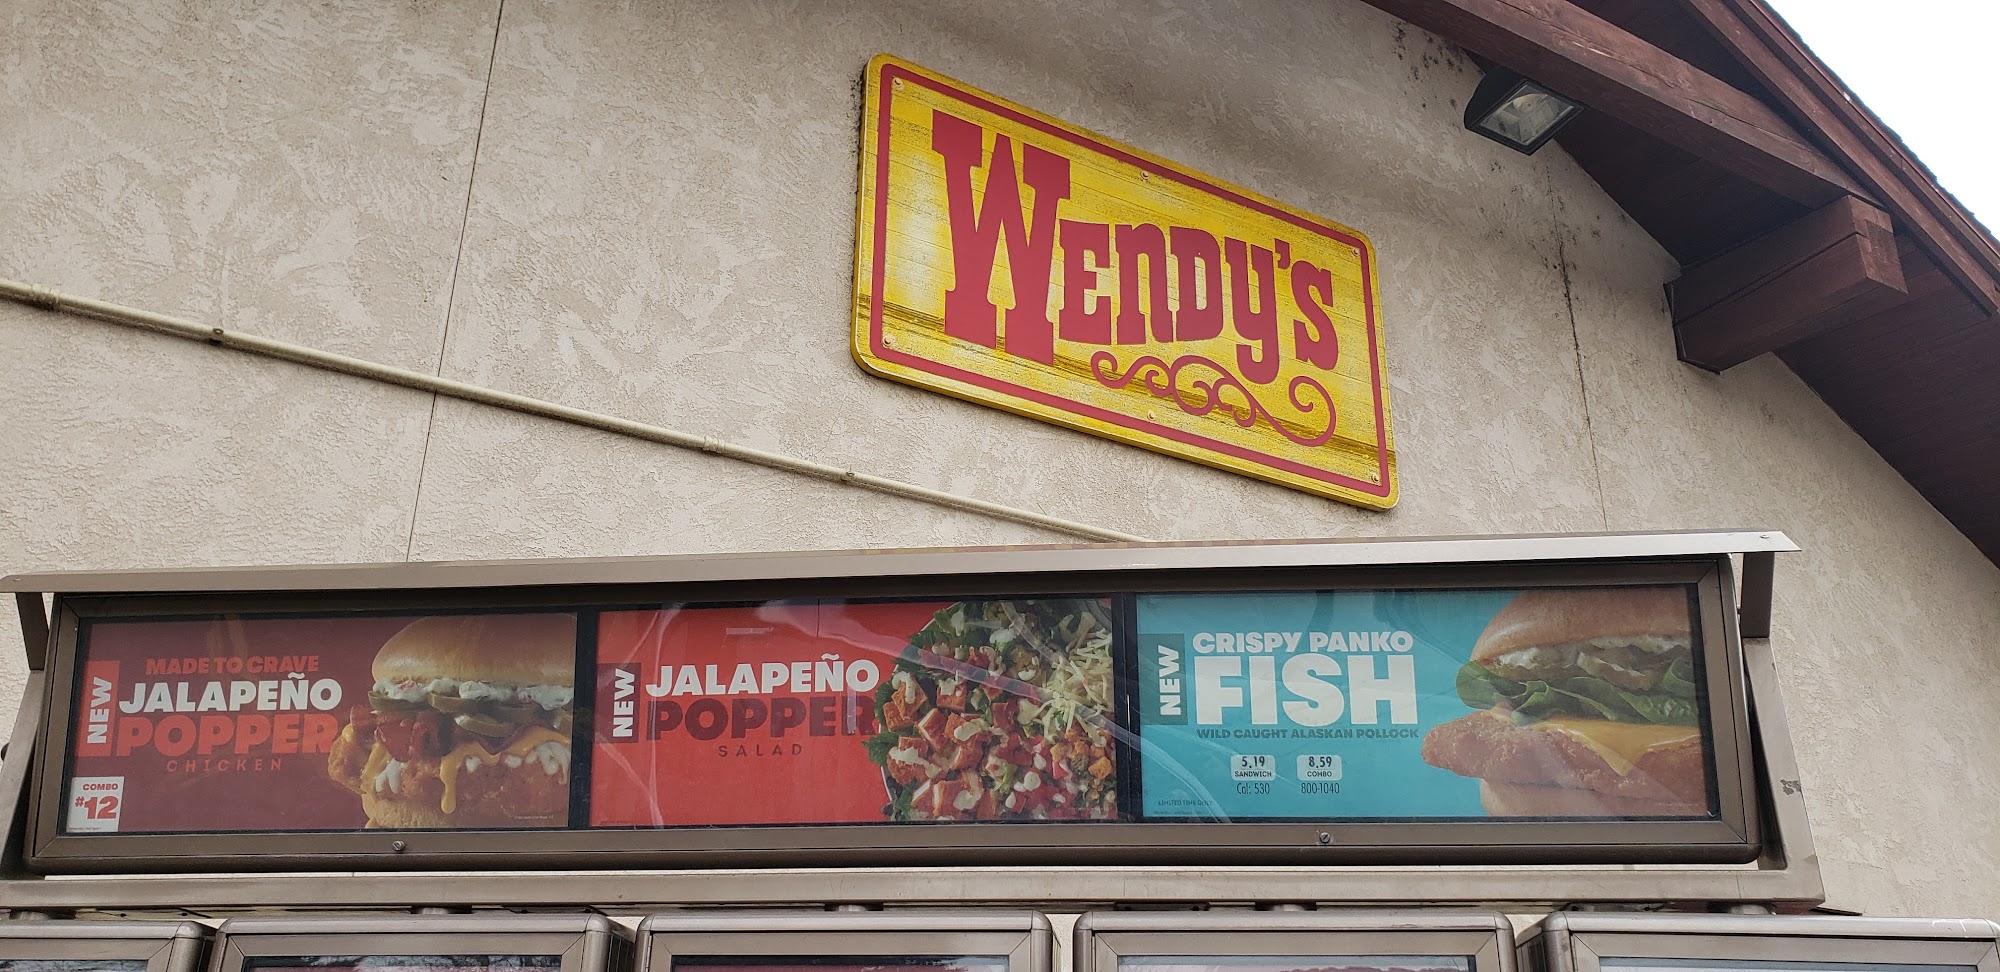 WENDY'S
NEW
MADE TO CRAVE
JALAPEÑO
POPPER
CHICKEN
COMBO
#12
NEW
JALAPEÑO
POPPER
SALAD
NEW
CRISPY PANKO
FISH
WILD CAUGHT ALASKAN POLLOCK
5.19 8.59
SANDWICH COMBO
Cal: 530 800-1040
LIMITED TIME ONLY